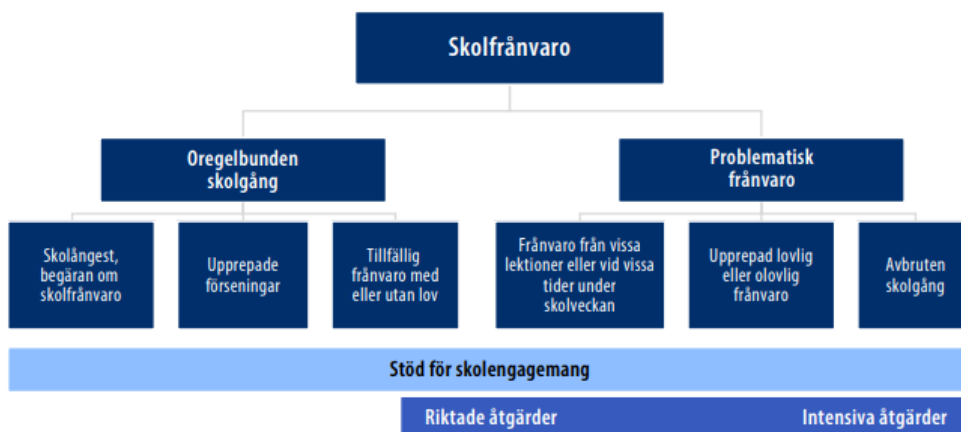 Skolfrånvaro
Oregelbunden
skolgång
Problematisk
frånvaro
Skolångest,
begäran om
skolfrånvaro
Upprepade
förseningar
Tillfällig
frånvaro med
eller utan lov
Frånvaro från vissa
lektioner eller vid vissa
tider under
skolveckan
Upprepad lovlig
eller olovlig
frånvaro
Avbruten
skolgång
Stöd för skolengagemang
Riktade åtgärder
Intensiva åtgärder